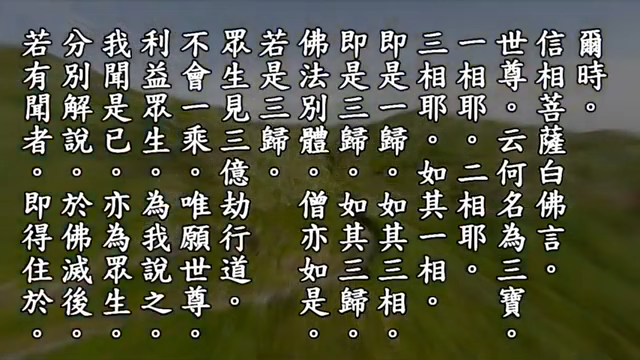 爾時。
信相菩薩白佛言。
世尊。云何名為三寶。
一相耶。二相耶。
三相耶。如其一相。
即是一歸。如其三相。
即是三歸。如其三歸。
佛法別體。僧亦如是。
若是三歸。
眾生見三億劫行道。
不會一乘。唯願世尊。
利益眾生。為我說之。
我聞是已。亦為眾生。
分別解說。於佛滅後。
若有聞者。即得住於。